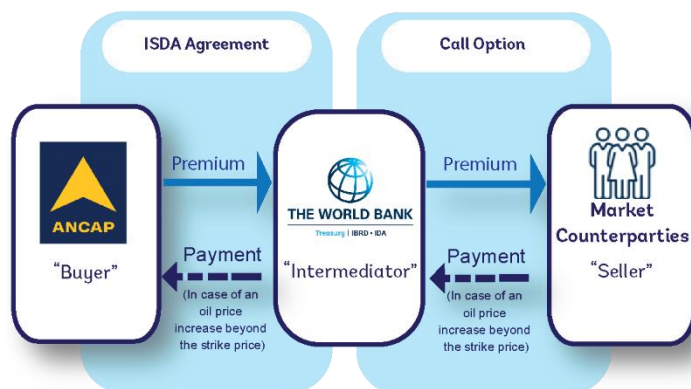 ISDA Agreement
Call Option
ANCAP
"Buyer"
Premium
Payment
(In case of an
oil price
increase beyond
the strike price)
THE WORLD BANK
Treasury | IBRD • IDA
"Intermediator"
Premium
Payment
(In case of an
oil price
increase beyond
the strike price)
Market
Counterparties
"Seller"